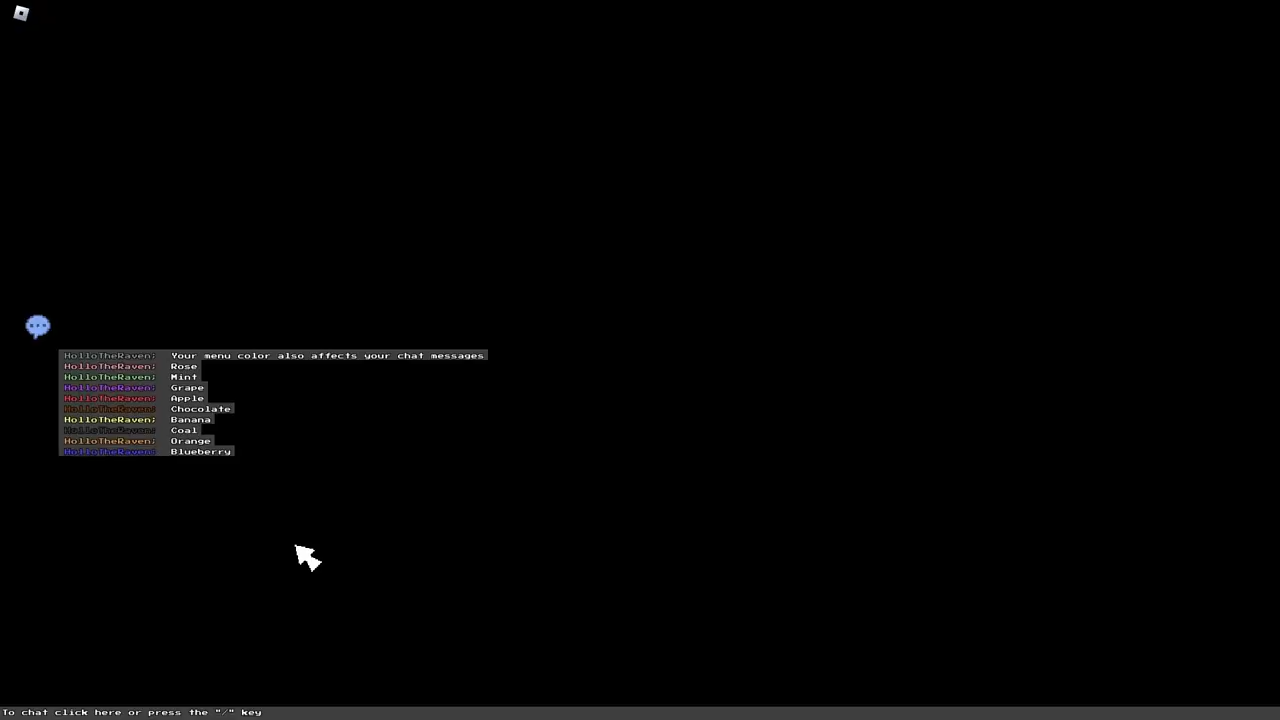 HolloTheRaven: Your menu color also affects your chat messages
HolloTheRaven: Rose
HolloTheRaven: Mint
HolloTheRaven: Grape
HolloTheRaven: Apple
HolloTheRaven: Chocolate
HolloTheRaven: Banana
HolloTheRaven: Coal
HolloTheRaven: Orange
HolloTheRaven: Blueberry
To chat click here or press the "/" key